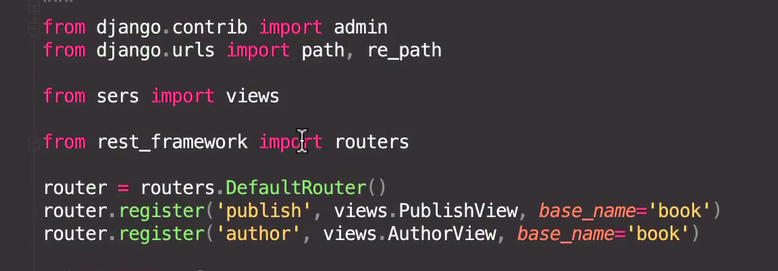 from django.contrib import admin
from django.urls import path, re_path
from sers import views
from rest_framework import routers
router = routers.DefaultRouter()
router.register('publish', views.PublishView, base_name='book')
router.register('author', views.AuthorView, base_name='book')